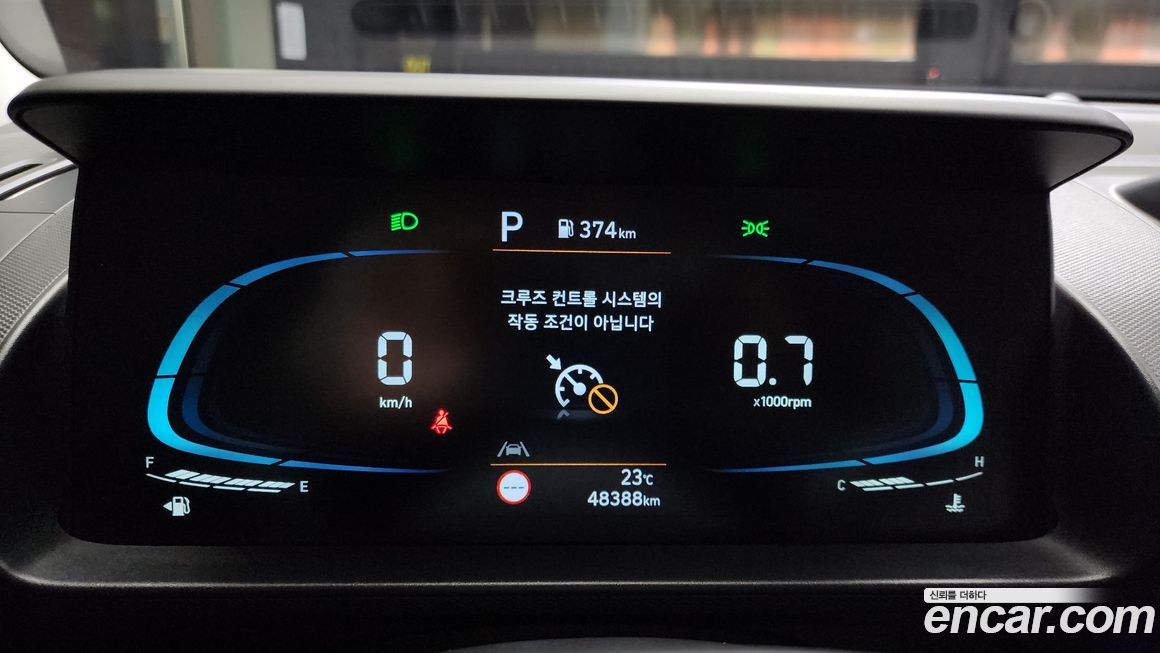 P 374km
크루즈 컨트롤 시스템의
작동 조건이 아닙니다
0
km/h
0.7
x1000rpm
F
E
C
H
---
23℃
48388km
신뢰를 더하다
encar.com